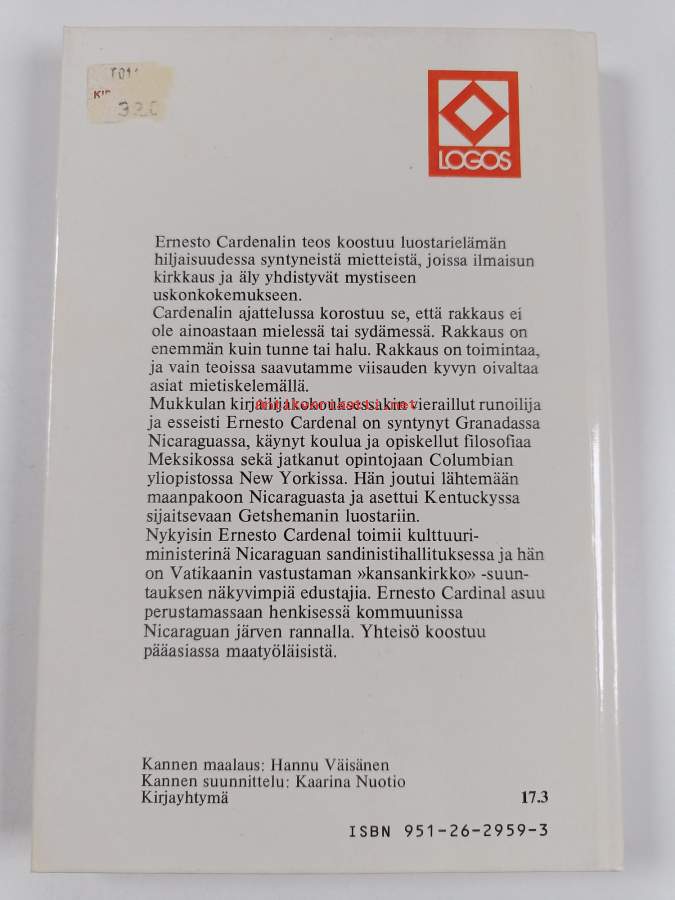 LOGOS
Ernesto Cardenalin teos koostuu luostarielämän
hiljaisuudessa syntyneistä mietteistä, joissa ilmaisun
kirkkaus ja äly yhdistyvät mystiseen
uskonkokemukseen.
Cardenalin ajattelussa korostuu se, että rakkaus ei
ole ainoastaan mielessä tai sydämessä. Rakkaus on
enemmän kuin tunne tai halu. Rakkaus on toimintaa,
ja vain teoissa saavutamme viisauden kyvyn oivaltaa
asiat mietiskelemällä.
Mukkulan kirjailijakokouksessakin vieraillut runoilija
antikvariaatti.net
ja esseisti Ernesto Cardenal on syntynyt Granadassa
Nicaraguassa, käynyt koulua ja opiskellut filosofiaa
Meksikossa sekä jatkanut opintojaan Columbian
yliopistossa New Yorkissa. Hän joutui lähtemään
maanpakoon Nicaraguasta ja asettui Kentuckyssa
sijaitsevaan Getshemanin luostariin.
Nykyisin Ernesto Cardenal toimii kulttuuri-
ministerinä Nicaraguan sandinistihallituksessa ja hän
on Vatikaanin vastustaman »kansankirkko» -suun-
tauksen näkyvimpiä edustajia. Ernesto Cardinal asuu
perustamassaan henkisessä kommuunissa
Nicaraguan järven rannalla. Yhteisö koostuu
pääasiassa maatyöläisistä.
Kannen maalaus: Hannu Väisänen
Kannen suunnittelu: Kaarina Nuotio
Kirjayhtymä 17.3
ISBN 951-26-2959-3